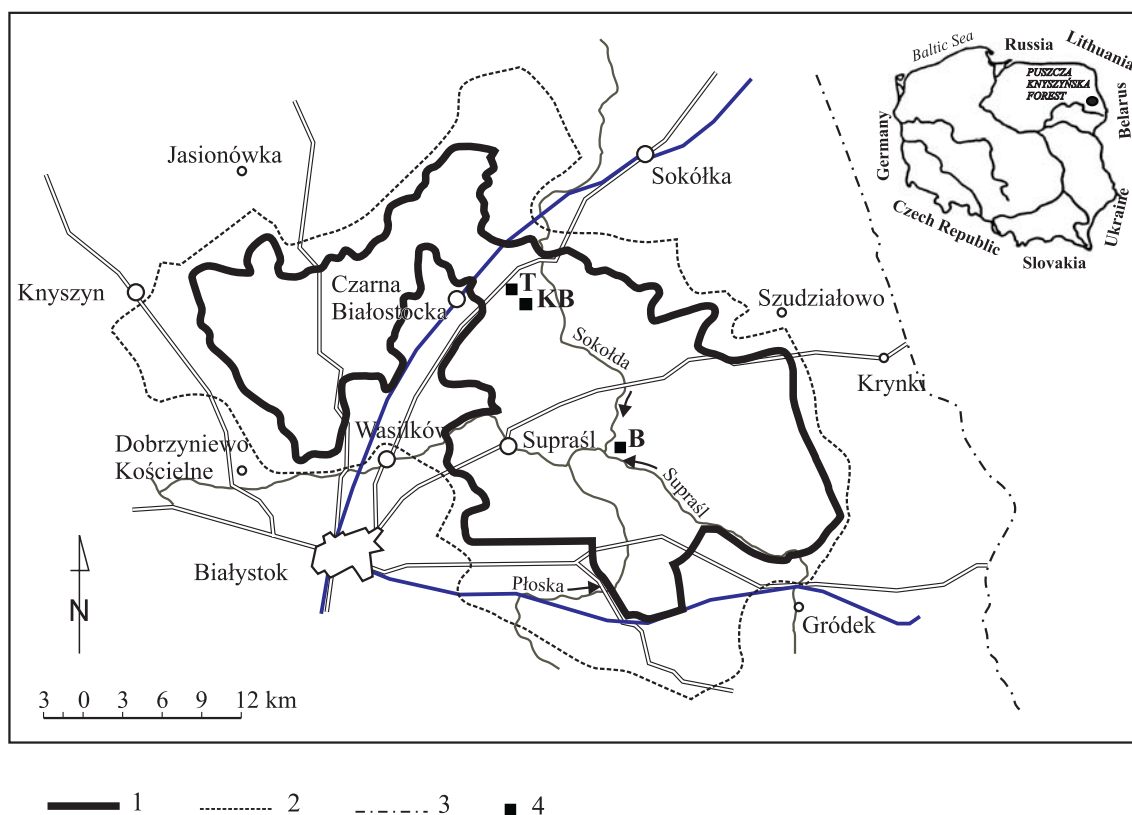 Baltic Sea
Russia
Lithuania
PUSZCZA
KNYSZYŃSKA
FOREST
Belarus
Germany
Ukraine
Czech Republic
Slovakia
Jasionówka
Sokółka
Knyszyn
Czarna
Białostocka
T
KB
Szudziałowo
Sokołda
Krynki
Dobrzyniewo
Kościelne
Wasilków
Supraśl
B
Supraśl
Białystok
Płoska
Gródek
N
3 0 3 6 9 12 km
1 2 3 4